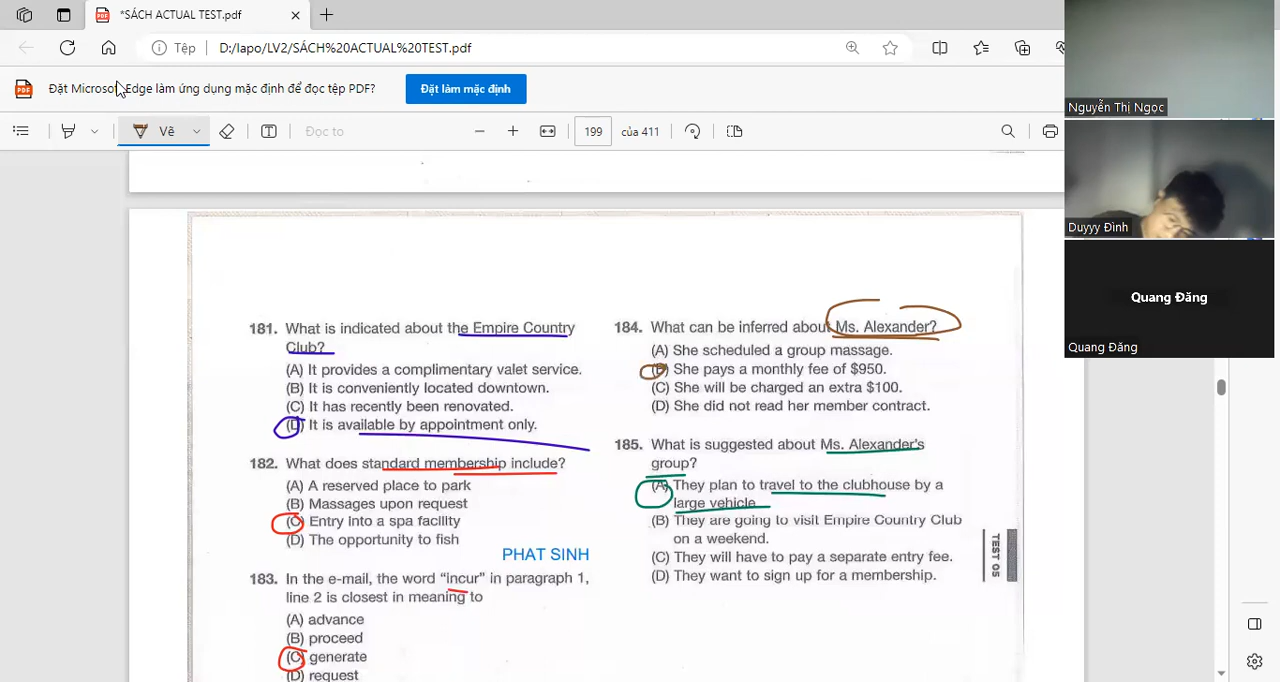 *SÁCH ACTUAL TEST.pdf
Tệp
D:/lapo/LV2/SÁCH%20ACTUAL%20TEST.pdf
Đặt Microsoft Edge làm ứng dụng mặc định để đọc tệp PDF?
Đặt làm mặc định
Vẽ
Đọc to
199
của 411
Nguyễn Thị Ngọc
Duyyy Đình
Quang Đăng
Quang Đăng
181. What is indicated about the Empire Country
Club?
(A) It provides a complimentary valet service.
(B) It is conveniently located downtown.
(C) It has recently been renovated.
(D) It is available by appointment only.
182. What does standard membership include?
(A) A reserved place to park
(B) Massages upon request
(C) Entry into a spa facility
(D) The opportunity to fish
PHAT SINH
183. In the e-mail, the word “incur” in paragraph 1,
line 2 is closest in meaning to
(A) advance
(B) proceed
(C) generate
(D) request
184. What can be inferred about Ms. Alexander?
(A) She scheduled a group massage.
(B) She pays a monthly fee of $950.
(C) She will be charged an extra $100.
(D) She did not read her member contract.
185. What is suggested about Ms. Alexander's
group?
(A) They plan to travel to the clubhouse by a
large vehicle.
(B) They are going to visit Empire Country Club
on a weekend.
(C) They will have to pay a separate entry fee.
(D) They want to sign up for a membership.
TEST 05